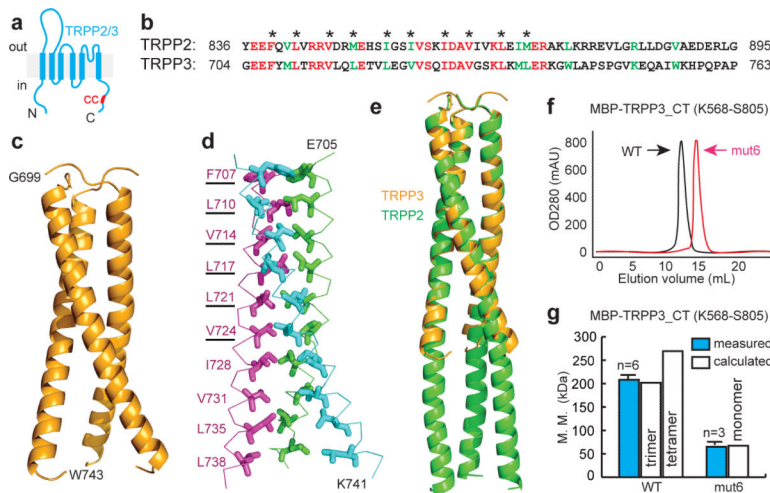 a
TRPP2/3
out
in
CC
N
C
b
* * * * * * * * * *
TRPP2: 836 YEEFQVLVRRVDRMEHSIGSIVSKIDAVIVKLEIMERAKLKRREVLGRLLDGVAEDERLG 895
TRPP3: 704 GEEFYMLTRRVLQLETVLEGVVSQIDAVGSKLKMLERKGWLAPSPGVKEQAIWKHPQPAP 763
c
G699
W743
d
E705
F707
L710
V714
L717
L721
V724
I728
V731
L735
L738
K741
e
TRPP3
TRPP2
f
MBP-TRPP3_CT (K568-S805)
WT
mut6
OD280 (mAU)
800
600
400
200
0
0 5 10 15 20 25
Elution volume (mL)
g
MBP-TRPP3_CT (K568-S805)
M. M. (kDa)
300
250
200
150
100
50
0
measured
calculated
n=6
trimer
tetramer
n=3
monomer
WT
mut6